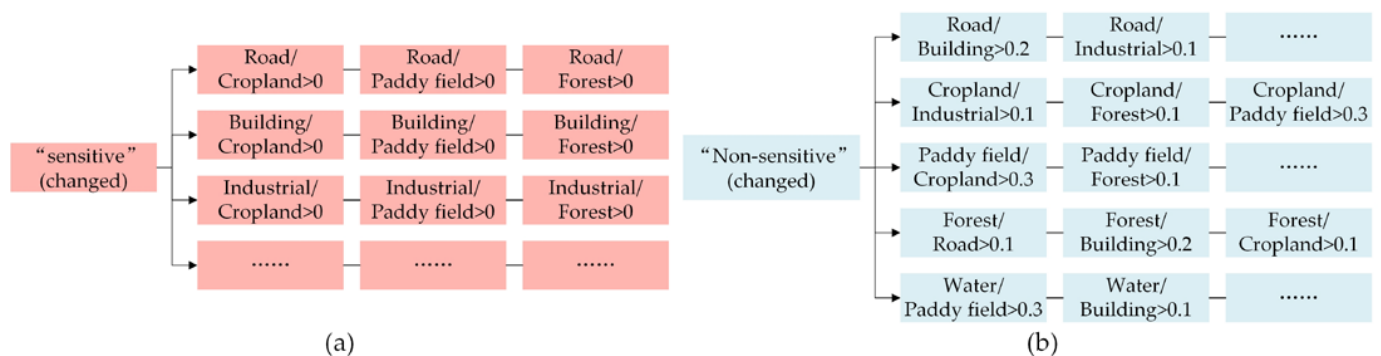 “sensitive”
(changed)
Road/
Cropland>0
Road/
Paddy field>0
Road/
Forest>0
Building/
Cropland>0
Building/
Paddy field>0
Building/
Forest>0
Industrial/
Cropland>0
Industrial/
Paddy field>0
Industrial/
Forest>0
······
······
······
(a)
“Non-sensitive”
(changed)
Road/
Building>0.2
Road/
Industrial>0.1
······
Cropland/
Industrial>0.1
Cropland/
Forest>0.1
Cropland/
Paddy field>0.3
Paddy field/
Cropland>0.3
Paddy field/
Forest>0.1
······
Forest/
Road>0.1
Forest/
Building>0.2
Forest/
Cropland>0.1
Water/
Paddy field>0.3
Water/
Building>0.1
······
(b)